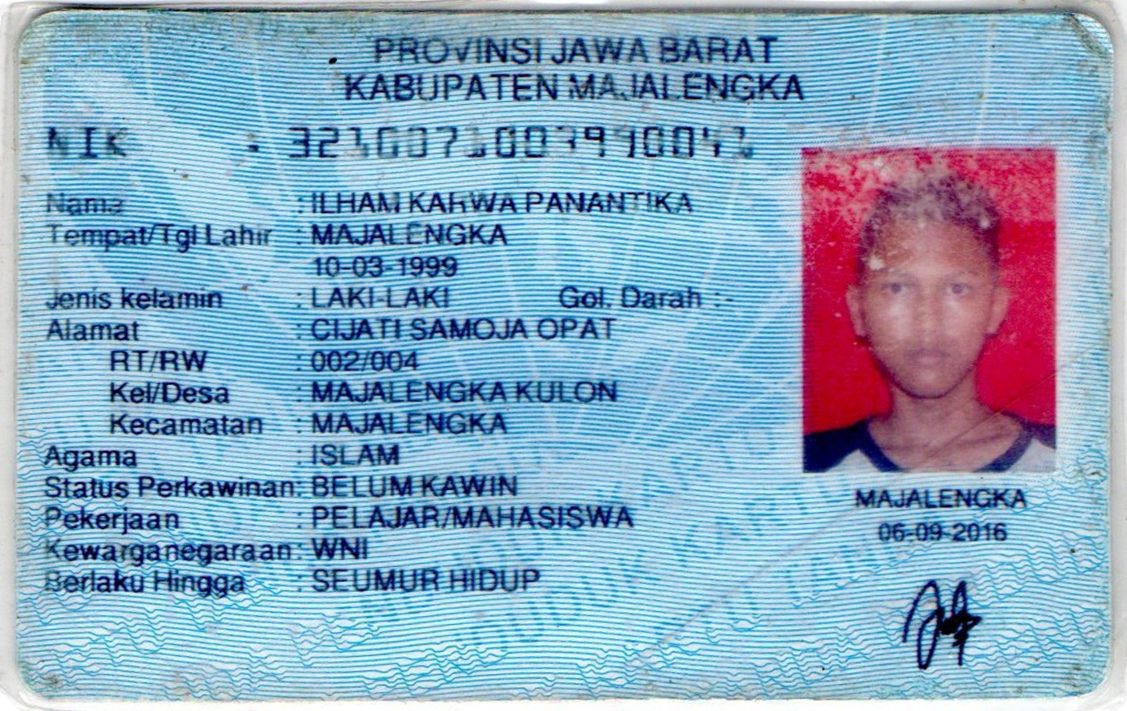 PROVINSI JAWA BARAT
KABUPATEN MAJALENGKA
NIK : 3210071003990041
Nama : ILHAM PANANTIKA
Tempat/Tgl Lahir : MAJALENGKA
10-03-1999
Jenis kelamin : LAKI-LAKI Gol. Darah :-
Alamat : CIJATI SAMOJA OPAT
RT/RW : 002/004
Kel/Desa : MAJALENGKA KULON
Kecamatan : MAJALENGKA
Agama : ISLAM
Status Perkawinan: BELUM KAWIN
Pekerjaan : PELAJAR/MAHASISWA
Kewarganegaraan: WNI
Berlaku Hingga : SEUMUR HIDUP
MAJALENGKA
06-09-2016